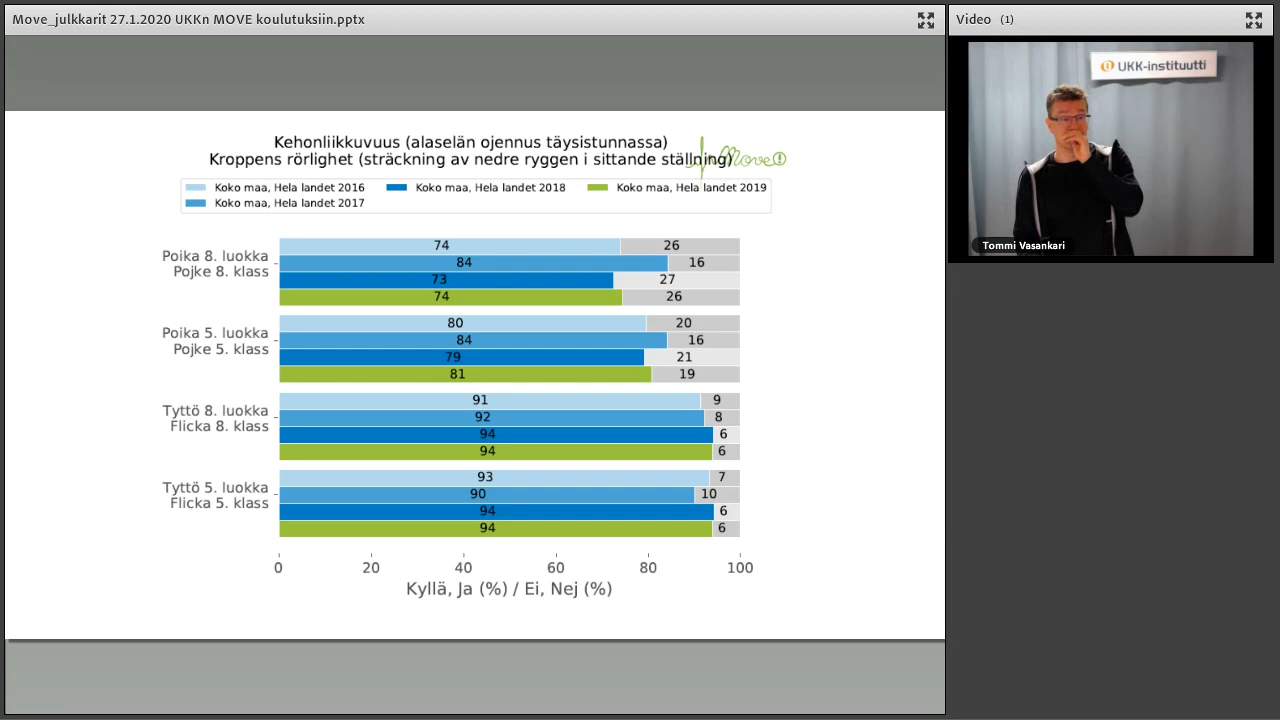 Move_julkkarit 27.1.2020 UKKn MOVE koulutuksiin.pptx
Video (1)
UKK-instituutti
Tommi Vasankari
Kehonliikkuvuus (alaselän ojennus täysistunnassa)
Kroppens rörlighet (sträckning av nedre ryggen i sittande ställning)
Move!
Koko maa, Hela landet 2016
Koko maa, Hela landet 2018
Koko maa, Hela landet 2019
Koko maa, Hela landet 2017
Poika 8. luokka
Pojke 8. klass
74 26
84 16
73 27
74 26
Poika 5. luokka
Pojke 5. klass
80 20
84 16
79 21
81 19
Tyttö 8. luokka
Flicka 8. klass
91 9
92 8
94 6
94 6
Tyttö 5. luokka
Flicka 5. klass
93 7
90 10
94 6
94 6
0 20 40 60 80 100
Kyllä, Ja (%) / Ei, Nej (%)